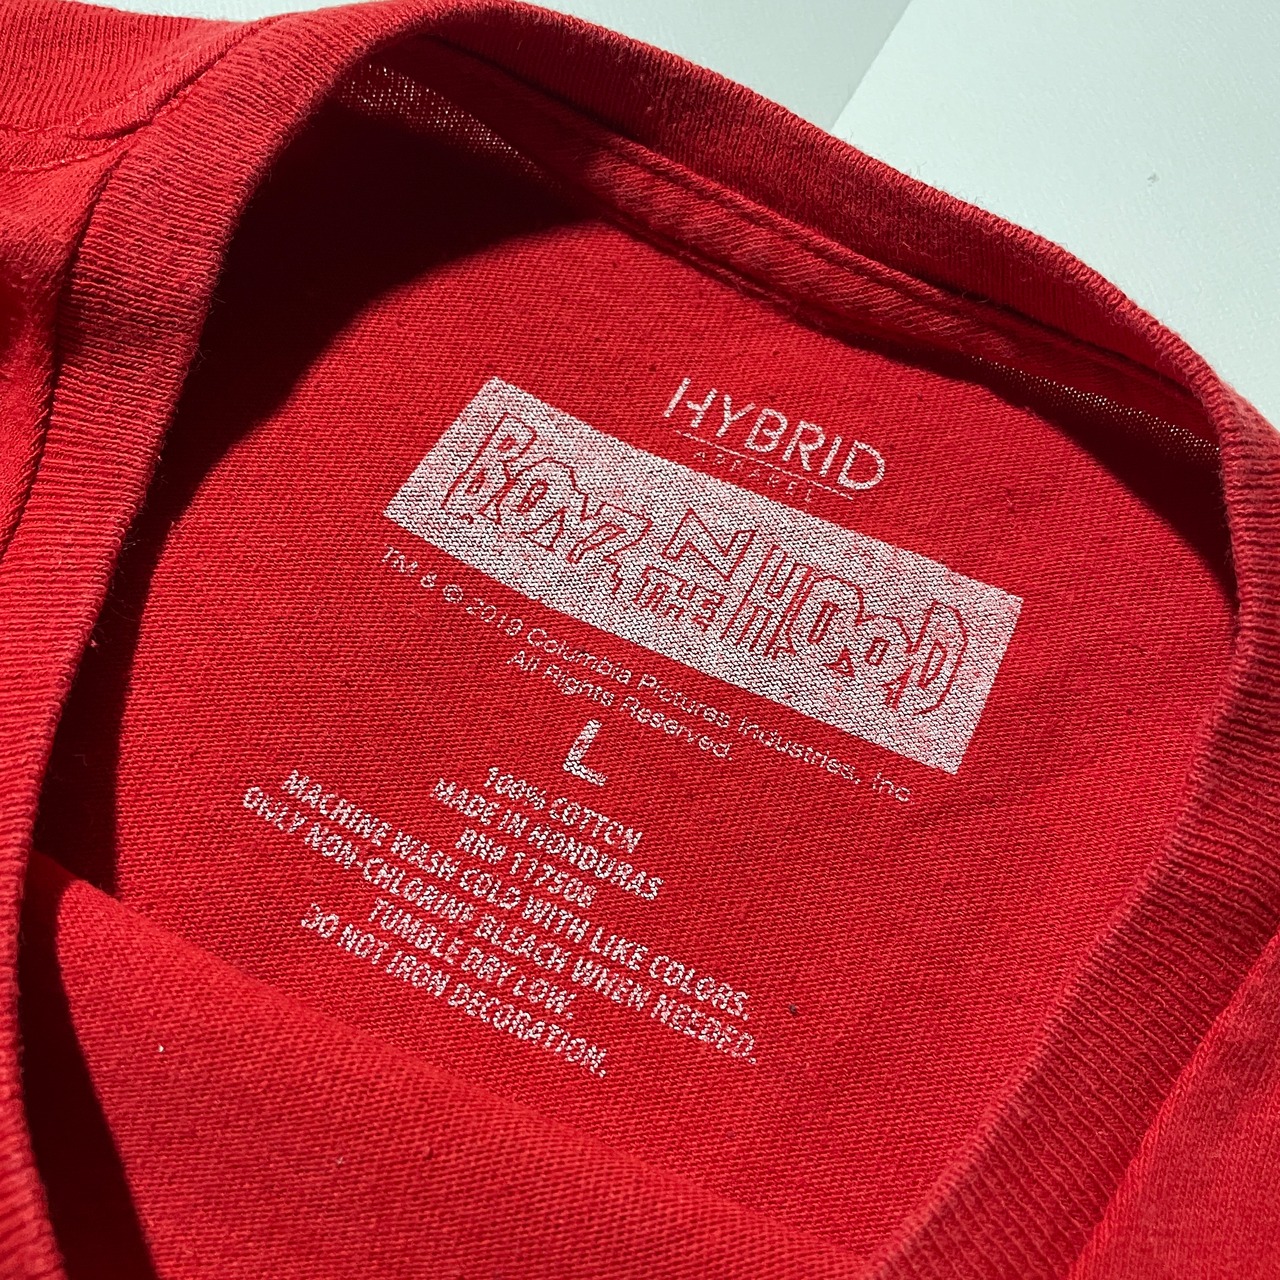 HYBRID
APPAREL
BOYZ N THE HOOD
TM & © 2019 Columbia Pictures Industries, Inc
All Rights Reserved.
L
100% COTTON
MADE IN HONDURAS
RN# 117508
MACHINE WASH COLD WITH LIKE COLORS.
ONLY NON-CHLORINE BLEACH WHEN NEEDED.
TUMBLE DRY LOW.
DO NOT IRON DECORATION.